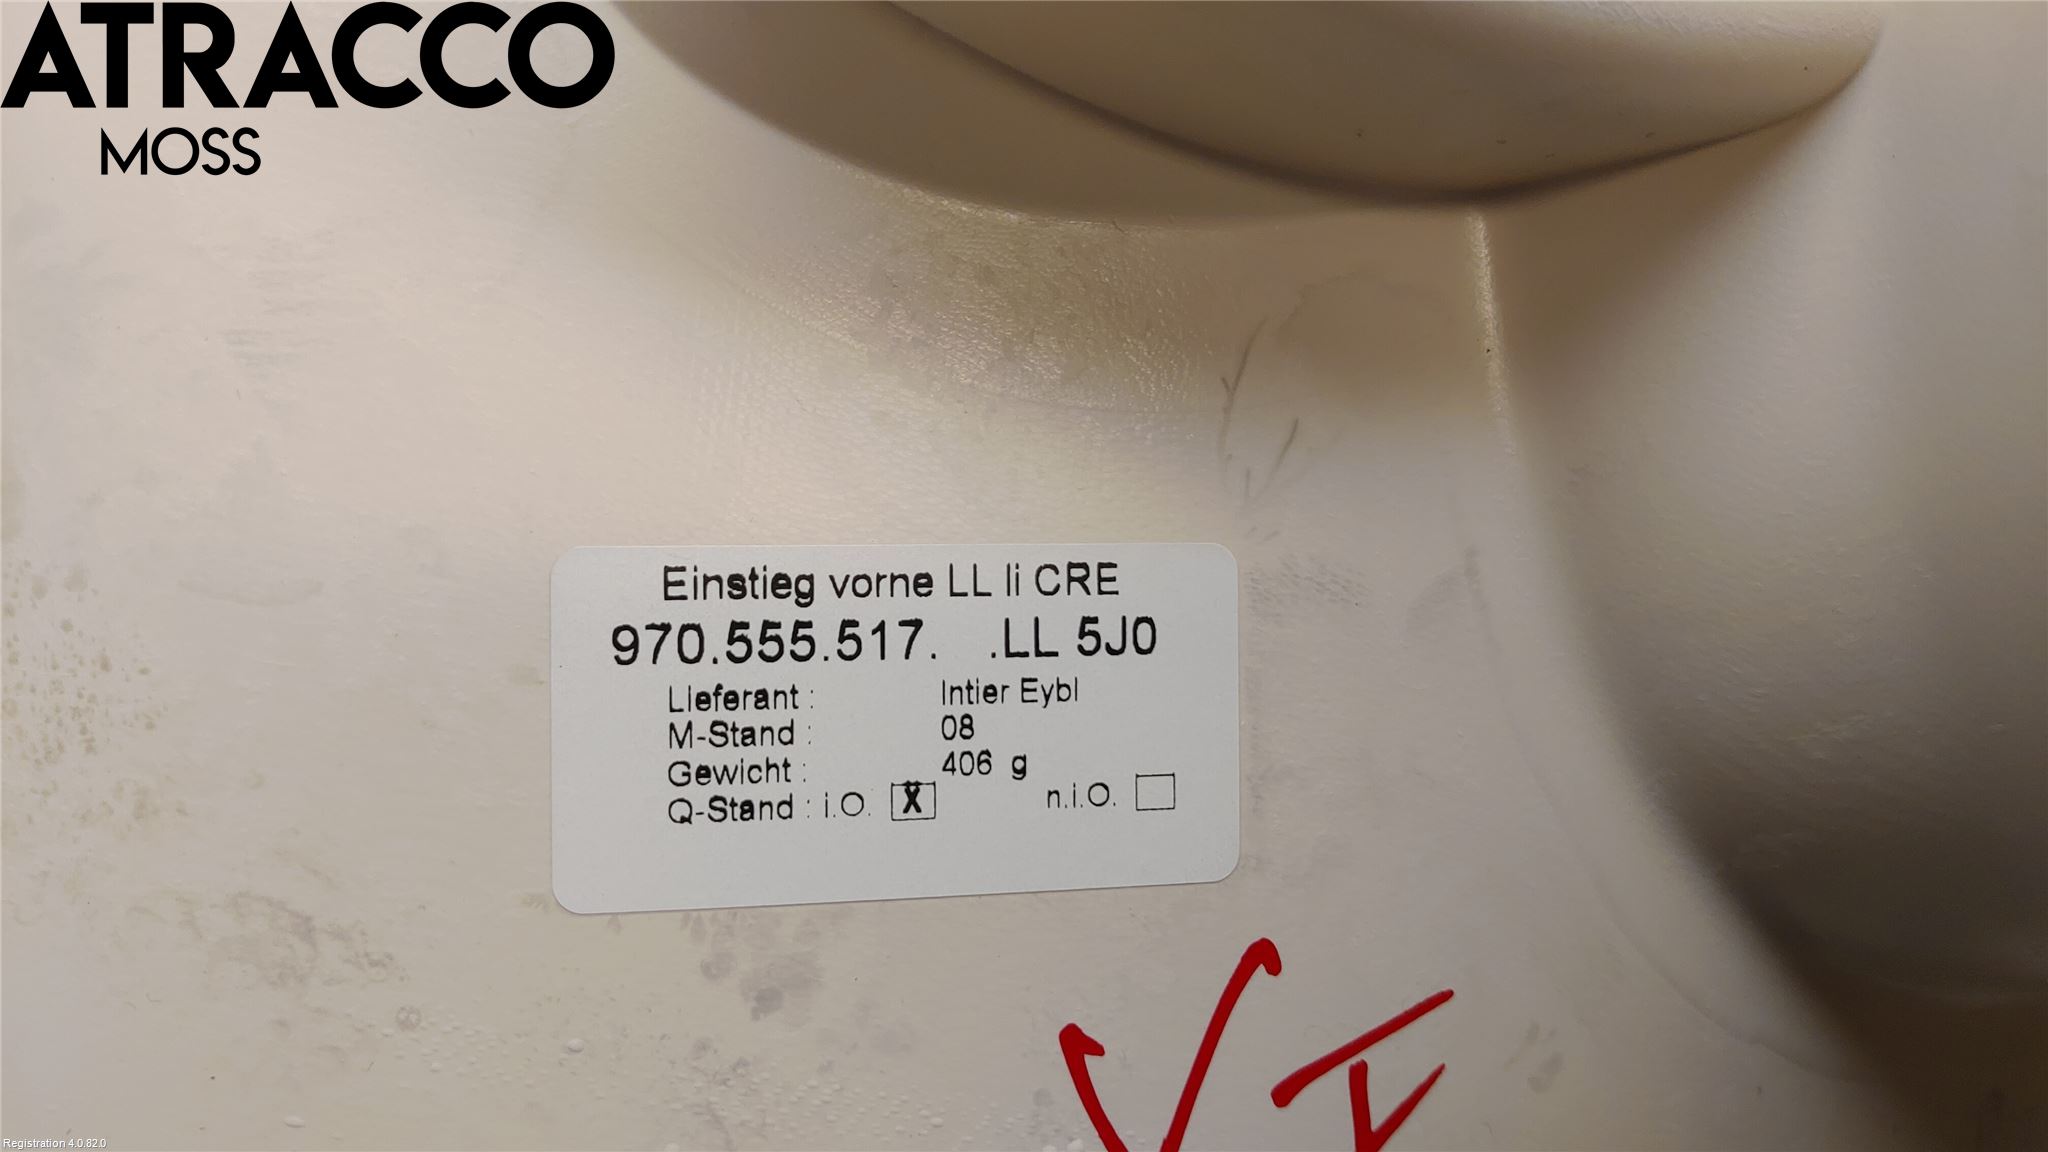 ATRACCO
MOSS
Einstieg vorne LL li CRE
970.555.517. .LL 5J0
Lieferant : Intier Eybl
M-Stand : 08
Gewicht : 406 g
Q-Stand : i.O. X n.i.O.
Registration 4.0.82.0